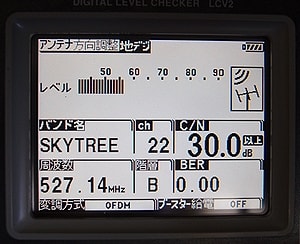 DIGITAL LEVEL CHECKER LCV2
アンテナ方向調整 地デジ
50 60 70 80 90
レベル
バンド名 ch C/N
SKYTREE 22 30.0 以上 dB
周波数 階層 BER
527.14 MHz B 0.00
変調方式 OFDM ブースター給電 OFF